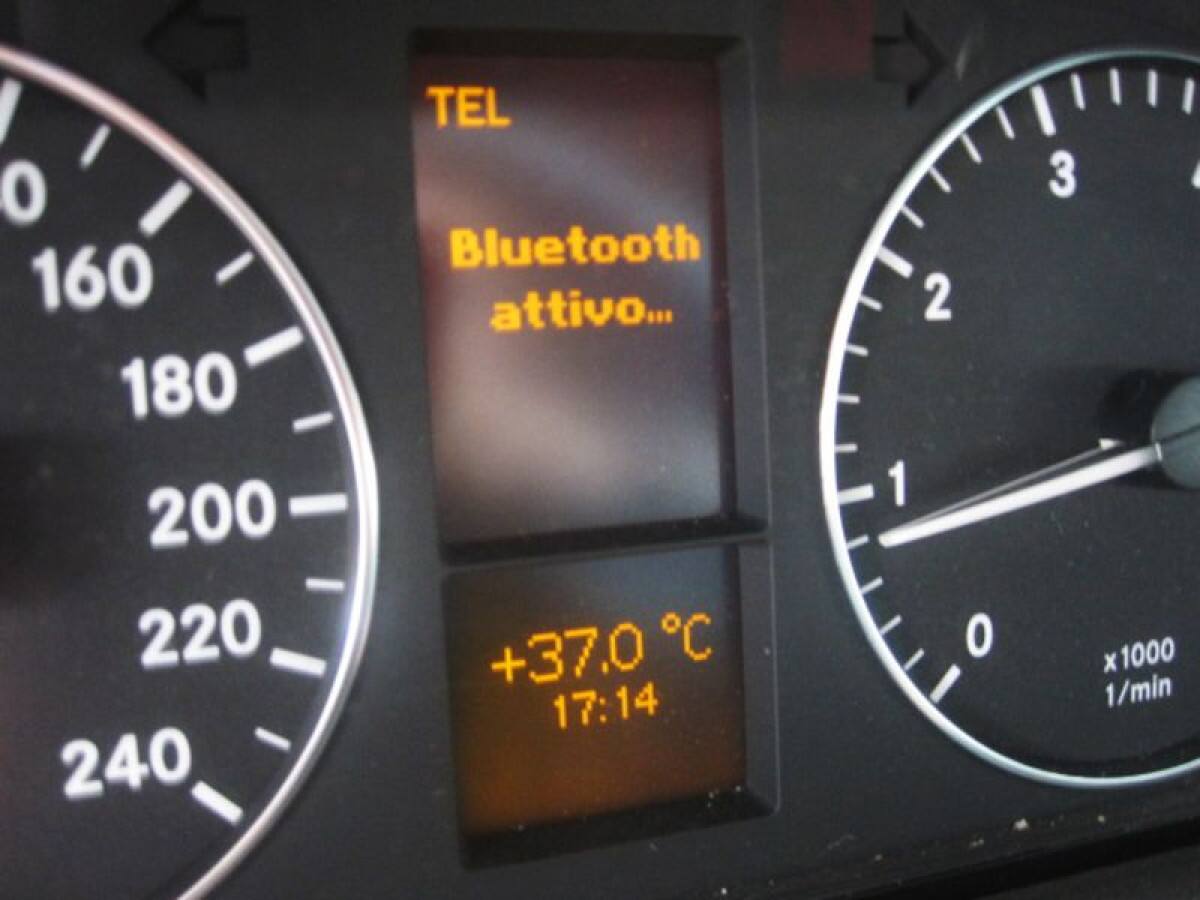 TEL
Bluetooth
attivo...
+37.0 °C
17:14
160
180
200
220
240
3
2
1
0
x1000
1/min